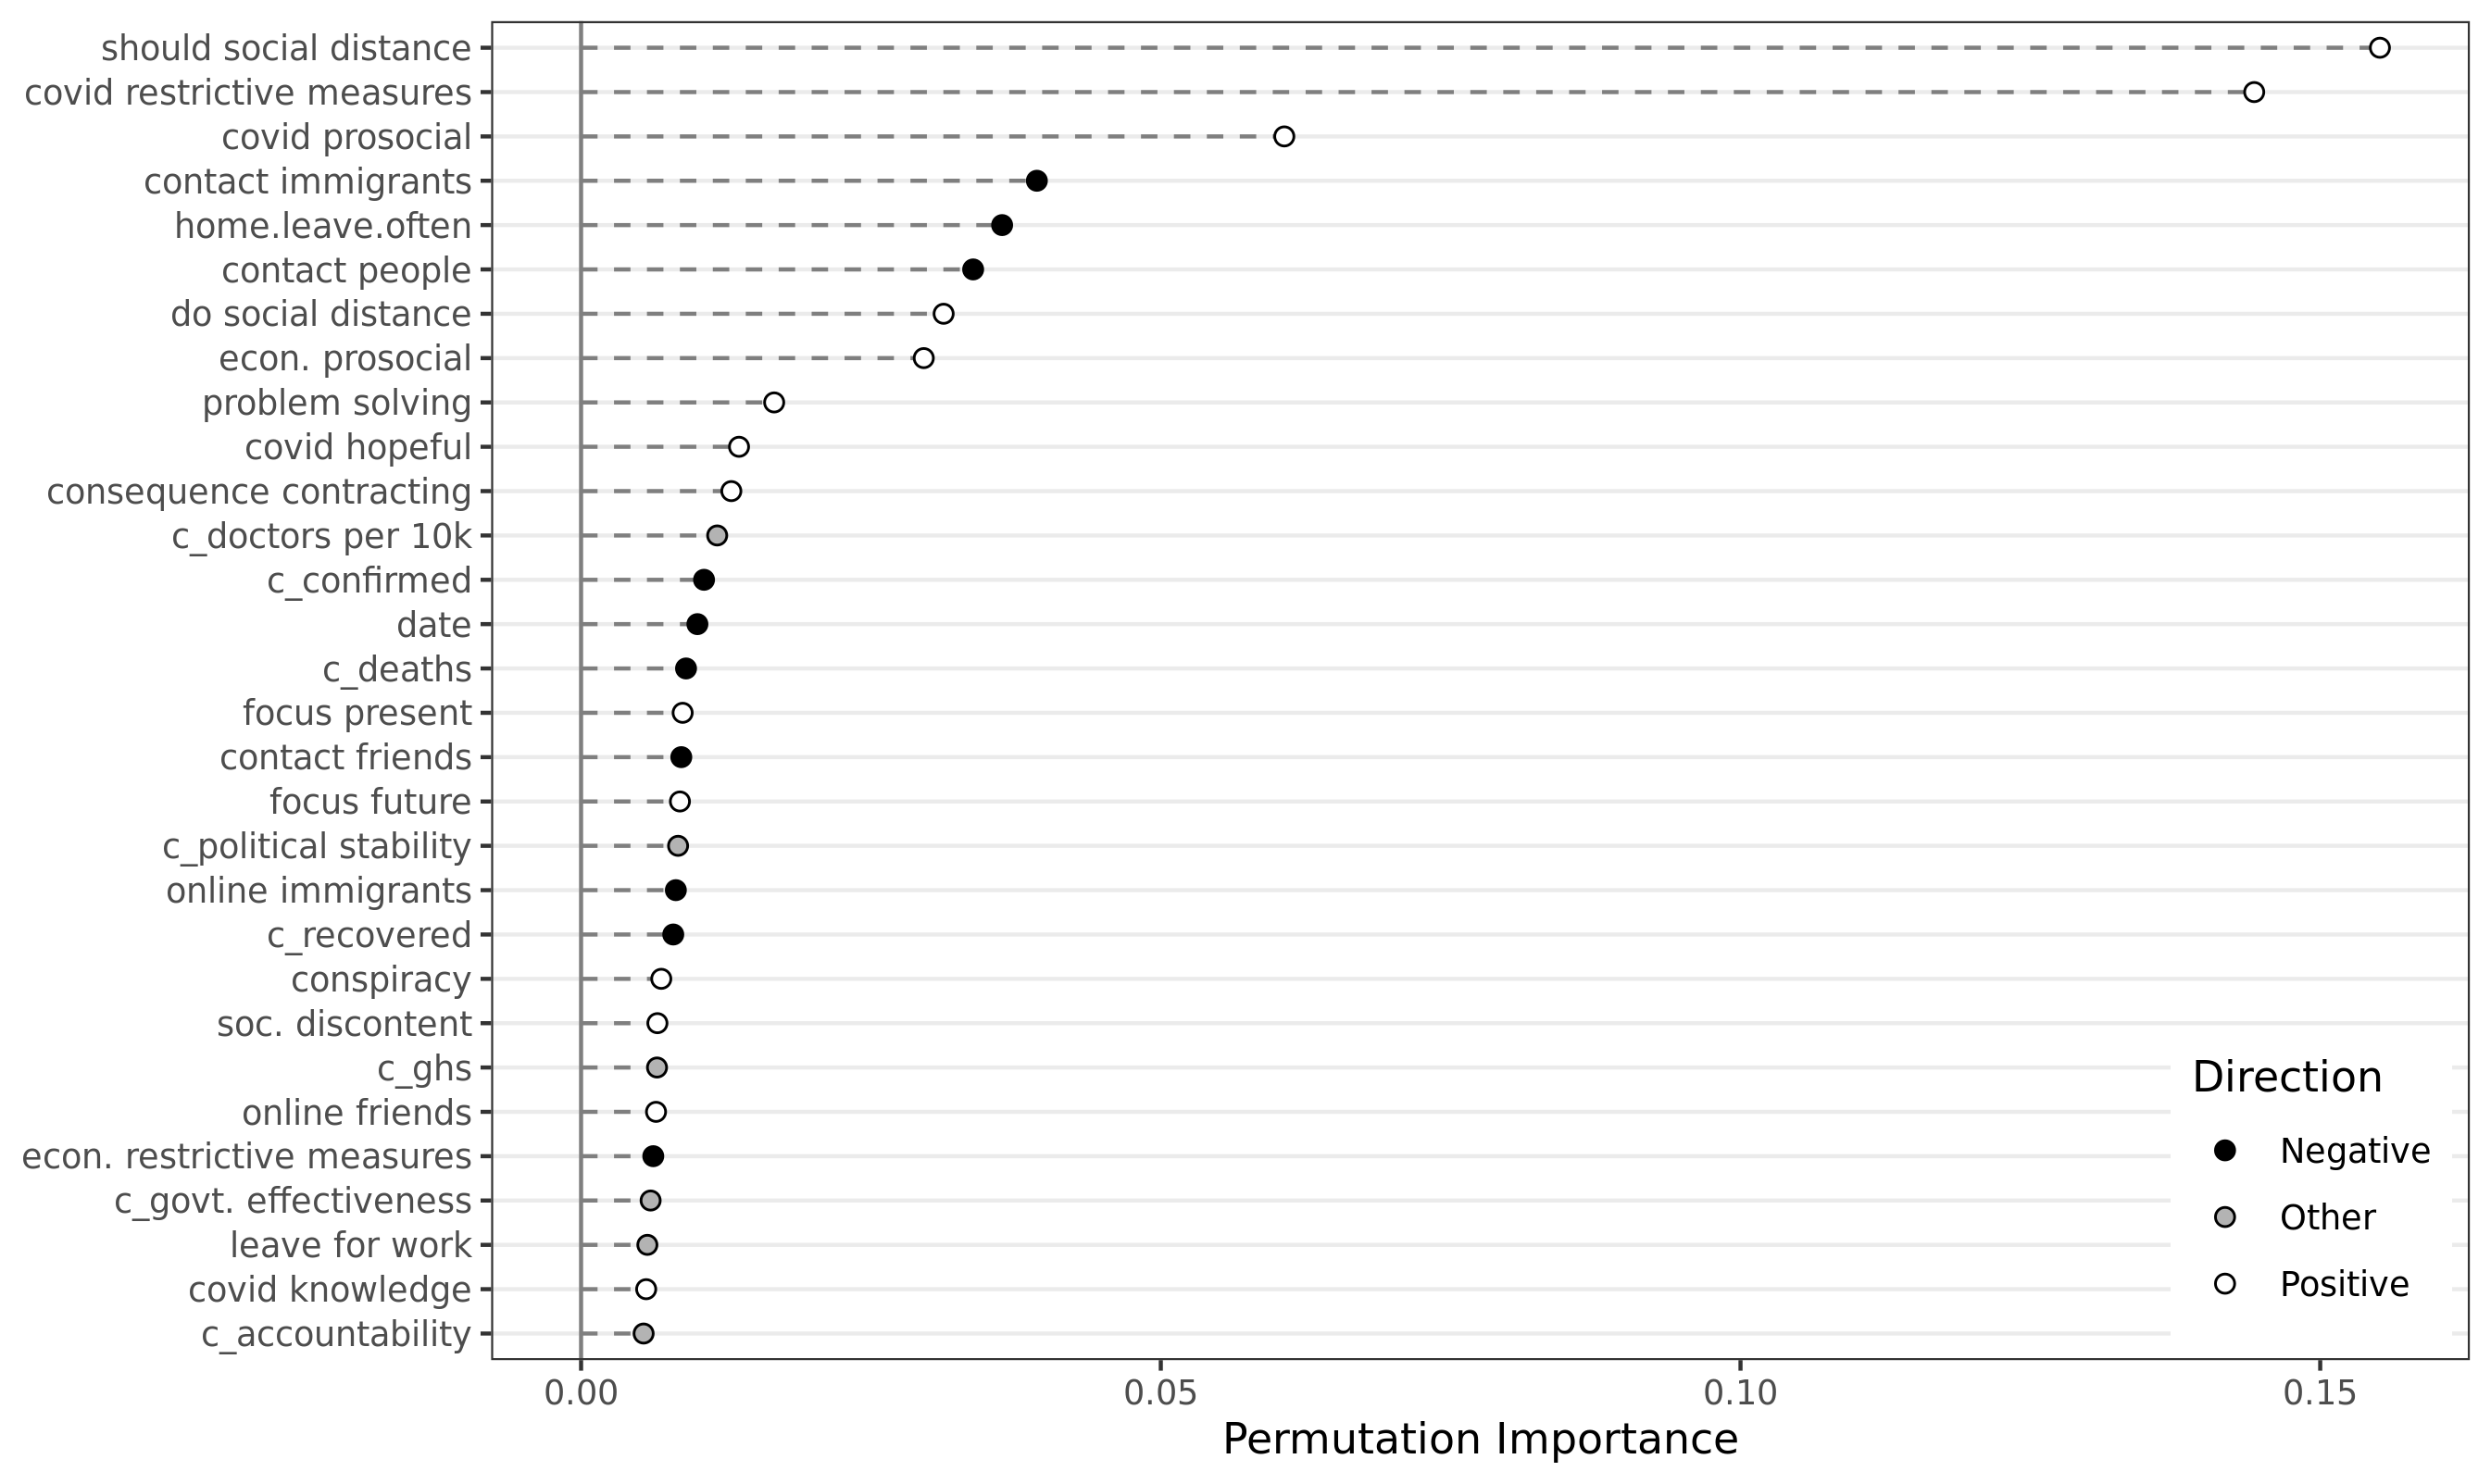 should social distance
covid restrictive measures
covid prosocial
contact immigrants
home.leave.often
contact people
do social distance
econ. prosocial
problem solving
covid hopeful
consequence contracting
c_doctors per 10k
c_confirmed
date
c_deaths
focus present
contact friends
focus future
c_political stability
online immigrants
c_recovered
conspiracy
soc. discontent
c_ghs
online friends
econ. restrictive measures
c_govt. effectiveness
leave for work
covid knowledge
c_accountability
Direction
Negative
Other
Positive
0.00 0.05 0.10 0.15
Permutation Importance